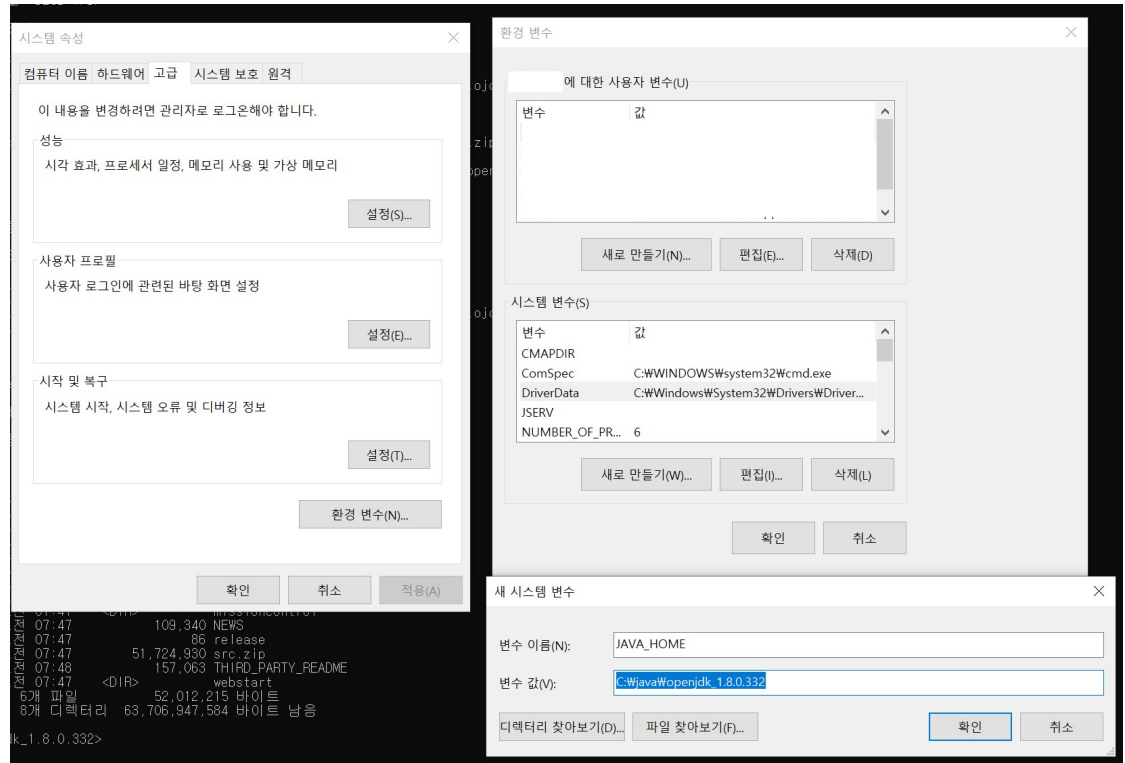 시스템 속성
컴퓨터 이름 하드웨어 고급 시스템 보호 원격
이 내용을 변경하려면 관리자로 로그온해야 합니다.
성능
시각 효과, 프로세서 일정, 메모리 사용 및 가상 메모리
설정(S)...
사용자 프로필
사용자 로그인에 관련된 바탕 화면 설정
설정(E)...
시작 및 복구
시스템 시작, 시스템 오류 및 디버깅 정보
설정(T)...
환경 변수(N)...
확인 취소 적용(A)
환경 변수
에 대한 사용자 변수(U)
변수 값
새로 만들기(N)... 편집(E)... 삭제(D)
시스템 변수(S)
변수 값
CMAPDIR
ComSpec C:₩WINDOWS₩system32₩cmd.exe
DriverData C:₩Windows₩System32₩Drivers₩Driver...
JSERV
NUMBER_OF_PR... 6
새로 만들기(W)... 편집(I)... 삭제(L)
확인 취소
새 시스템 변수
변수 이름(N): JAVA_HOME
변수 값(V): C:₩java₩openjdk_1.8.0.332
디렉터리 찾아보기(D)... 파일 찾아보기(F)... 확인 취소
전 07:47 109,340 NEWS
전 07:47 86 release
전 07:47 51,724,930 src.zip
전 07:48 157,063 THIRD_PARTY_README
전 07:47 <DIR> webstart
6개 파일 52,012,215 바이트
8개 디렉터리 63,706,947,584 바이트 남음
dk_1.8.0.332>